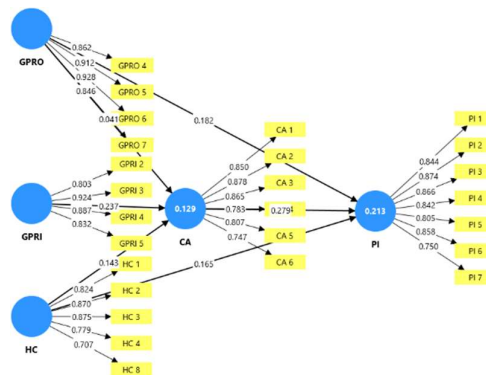 GPRO
0.862
0.912
0.928
0.846
0.041
GPRO 4
GPRO 5
GPRO 6
GPRO 7
0.182
GPRI
0.803
0.924
0.237
0.887
0.832
GPRI 2
GPRI 3
GPRI 4
GPRI 5
HC
0.143
0.824
0.870
0.875
0.779
0.707
HC 1
HC 2
HC 3
HC 4
HC 8
0.165
0.129
CA
0.850
0.878
0.865
0.783
0.807
0.747
CA 1
CA 2
CA 3
0.279
CA 5
CA 6
0.213
PI
0.844
0.874
0.866
0.842
0.805
0.858
0.750
PI 1
PI 2
PI 3
PI 4
PI 5
PI 6
PI 7